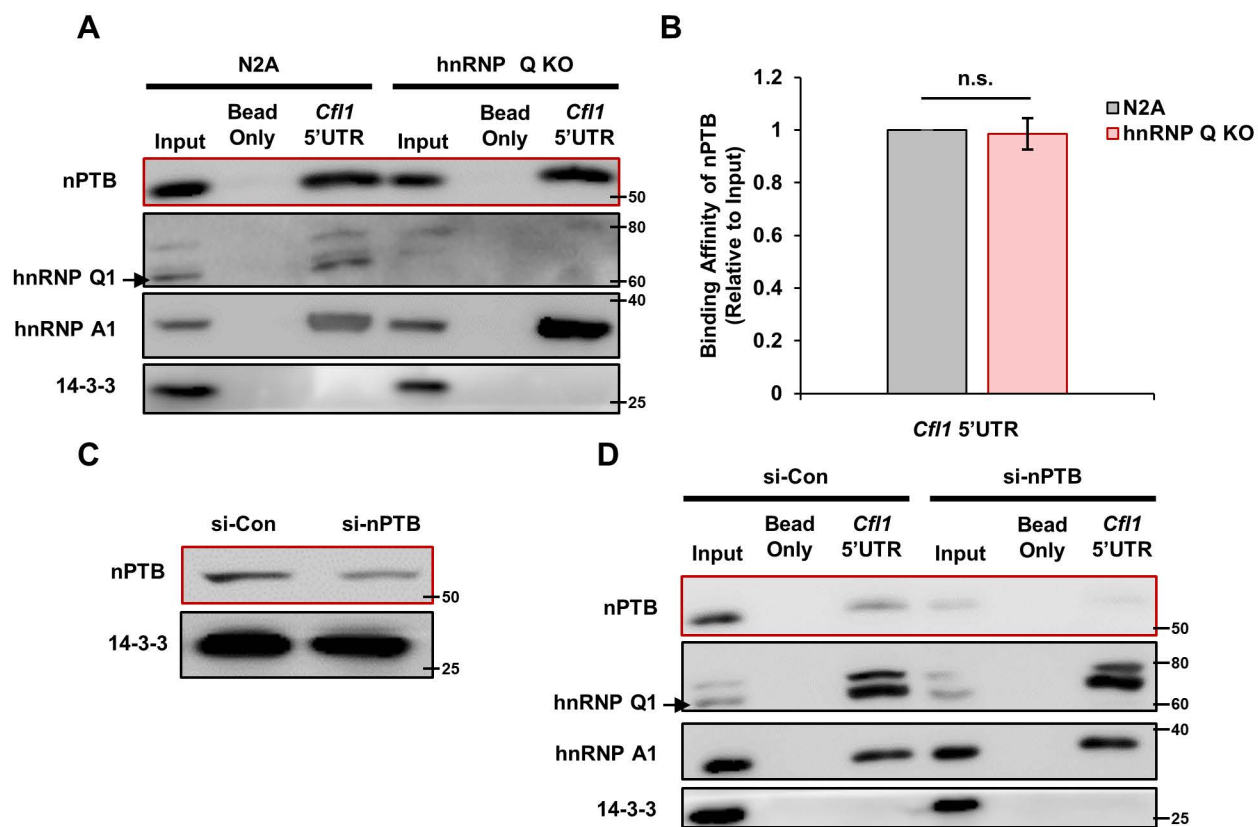 A
N2A
hnRNP Q KO
Input
Bead
Only
Cfl1
5’UTR
Input
Bead
Only
Cfl1
5’UTR
nPTB
50
80
hnRNP Q1
60
40
hnRNP A1
14-3-3
25
B
1.2
1
0.8
0.6
0.4
0.2
0
Binding Affinity of nPTB
(Relative to Input)
n.s.
N2A
hnRNP Q KO
Cfl1 5’UTR
C
si-Con
si-nPTB
nPTB
50
14-3-3
25
D
si-Con
si-nPTB
Input
Bead
Only
Cfl1
5’UTR
Input
Bead
Only
Cfl1
5’UTR
nPTB
50
80
hnRNP Q1
60
40
hnRNP A1
14-3-3
25